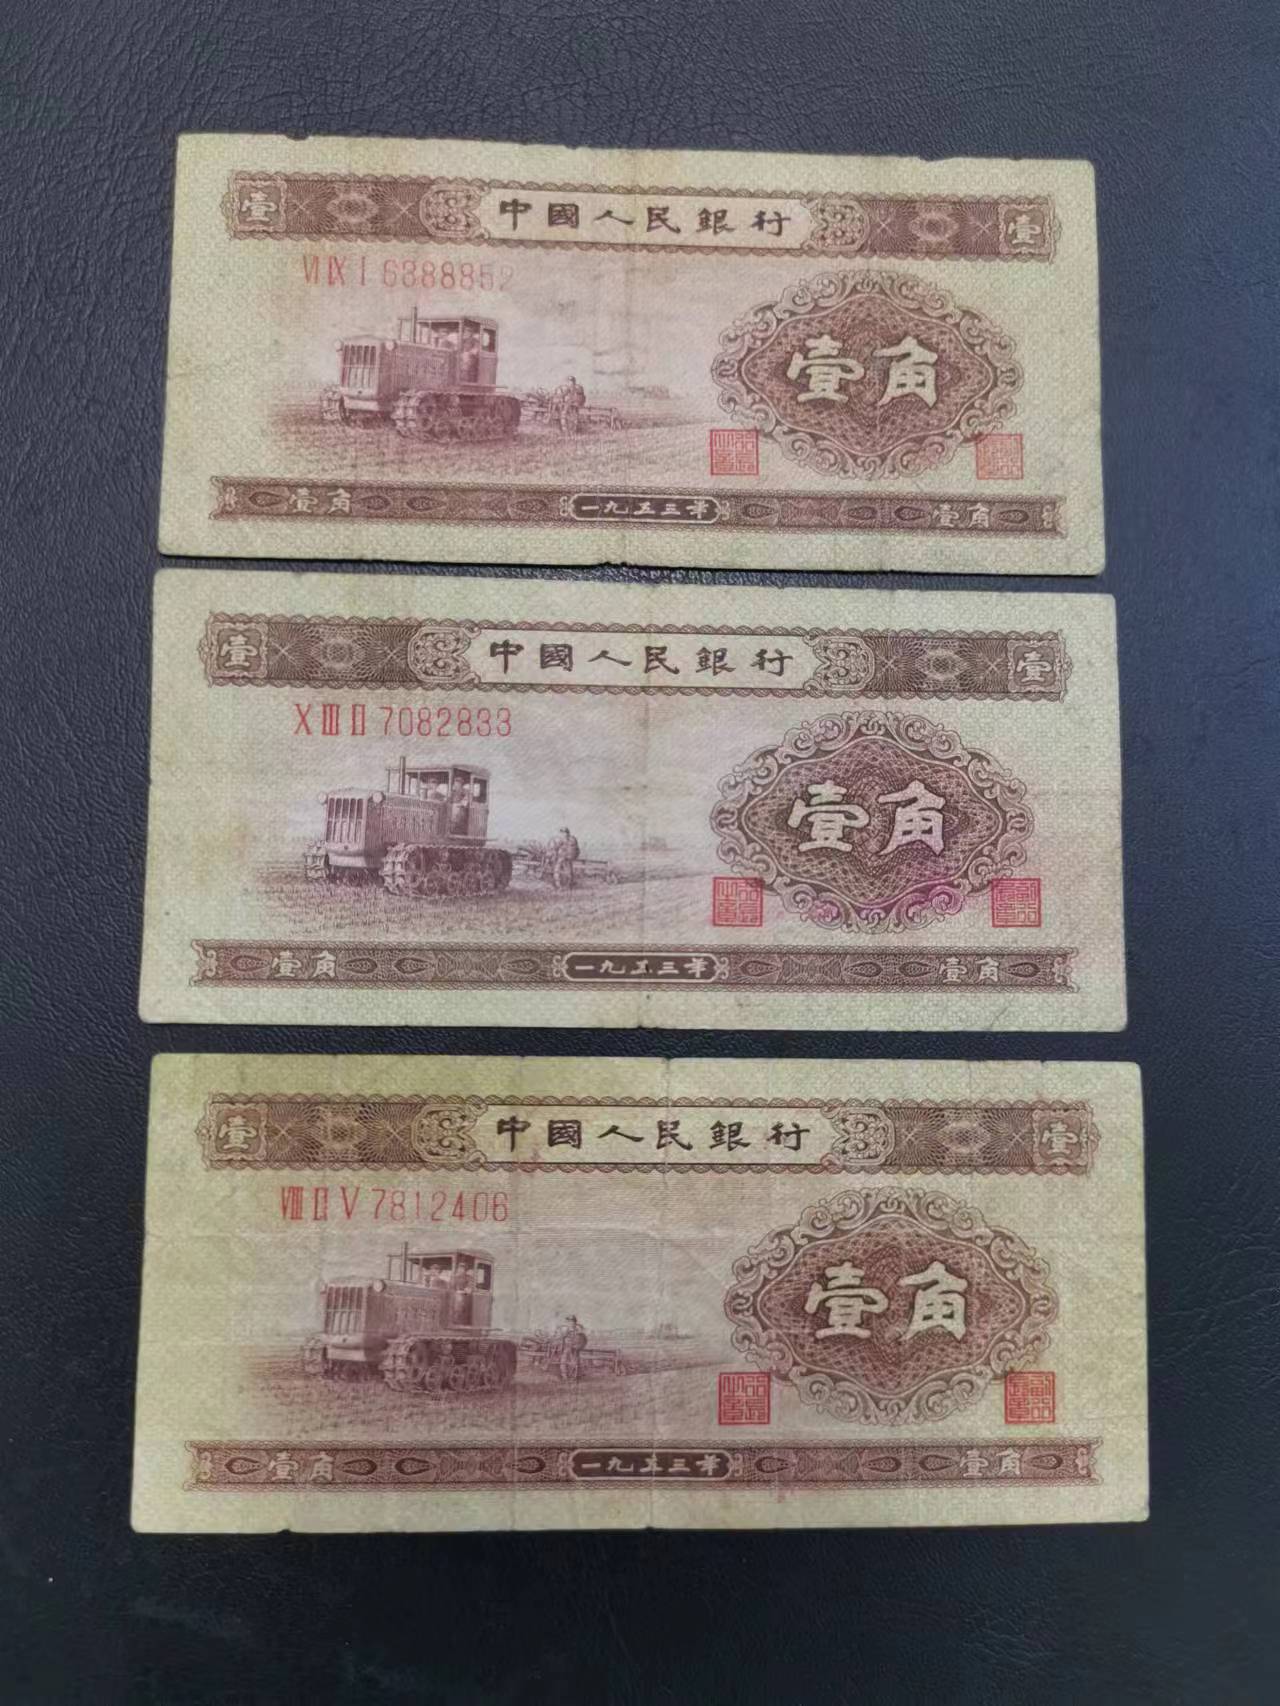 壹 中國人民銀行 壹
VI IX I 6388852
壹角
壹角 一九五三年 壹角
壹 中國人民銀行 壹
X III II 7082833
壹角
壹角 一九五三年 壹角
壹 中國人民銀行 壹
VIII II V 7812406
壹角
壹角 一九五三年 壹角